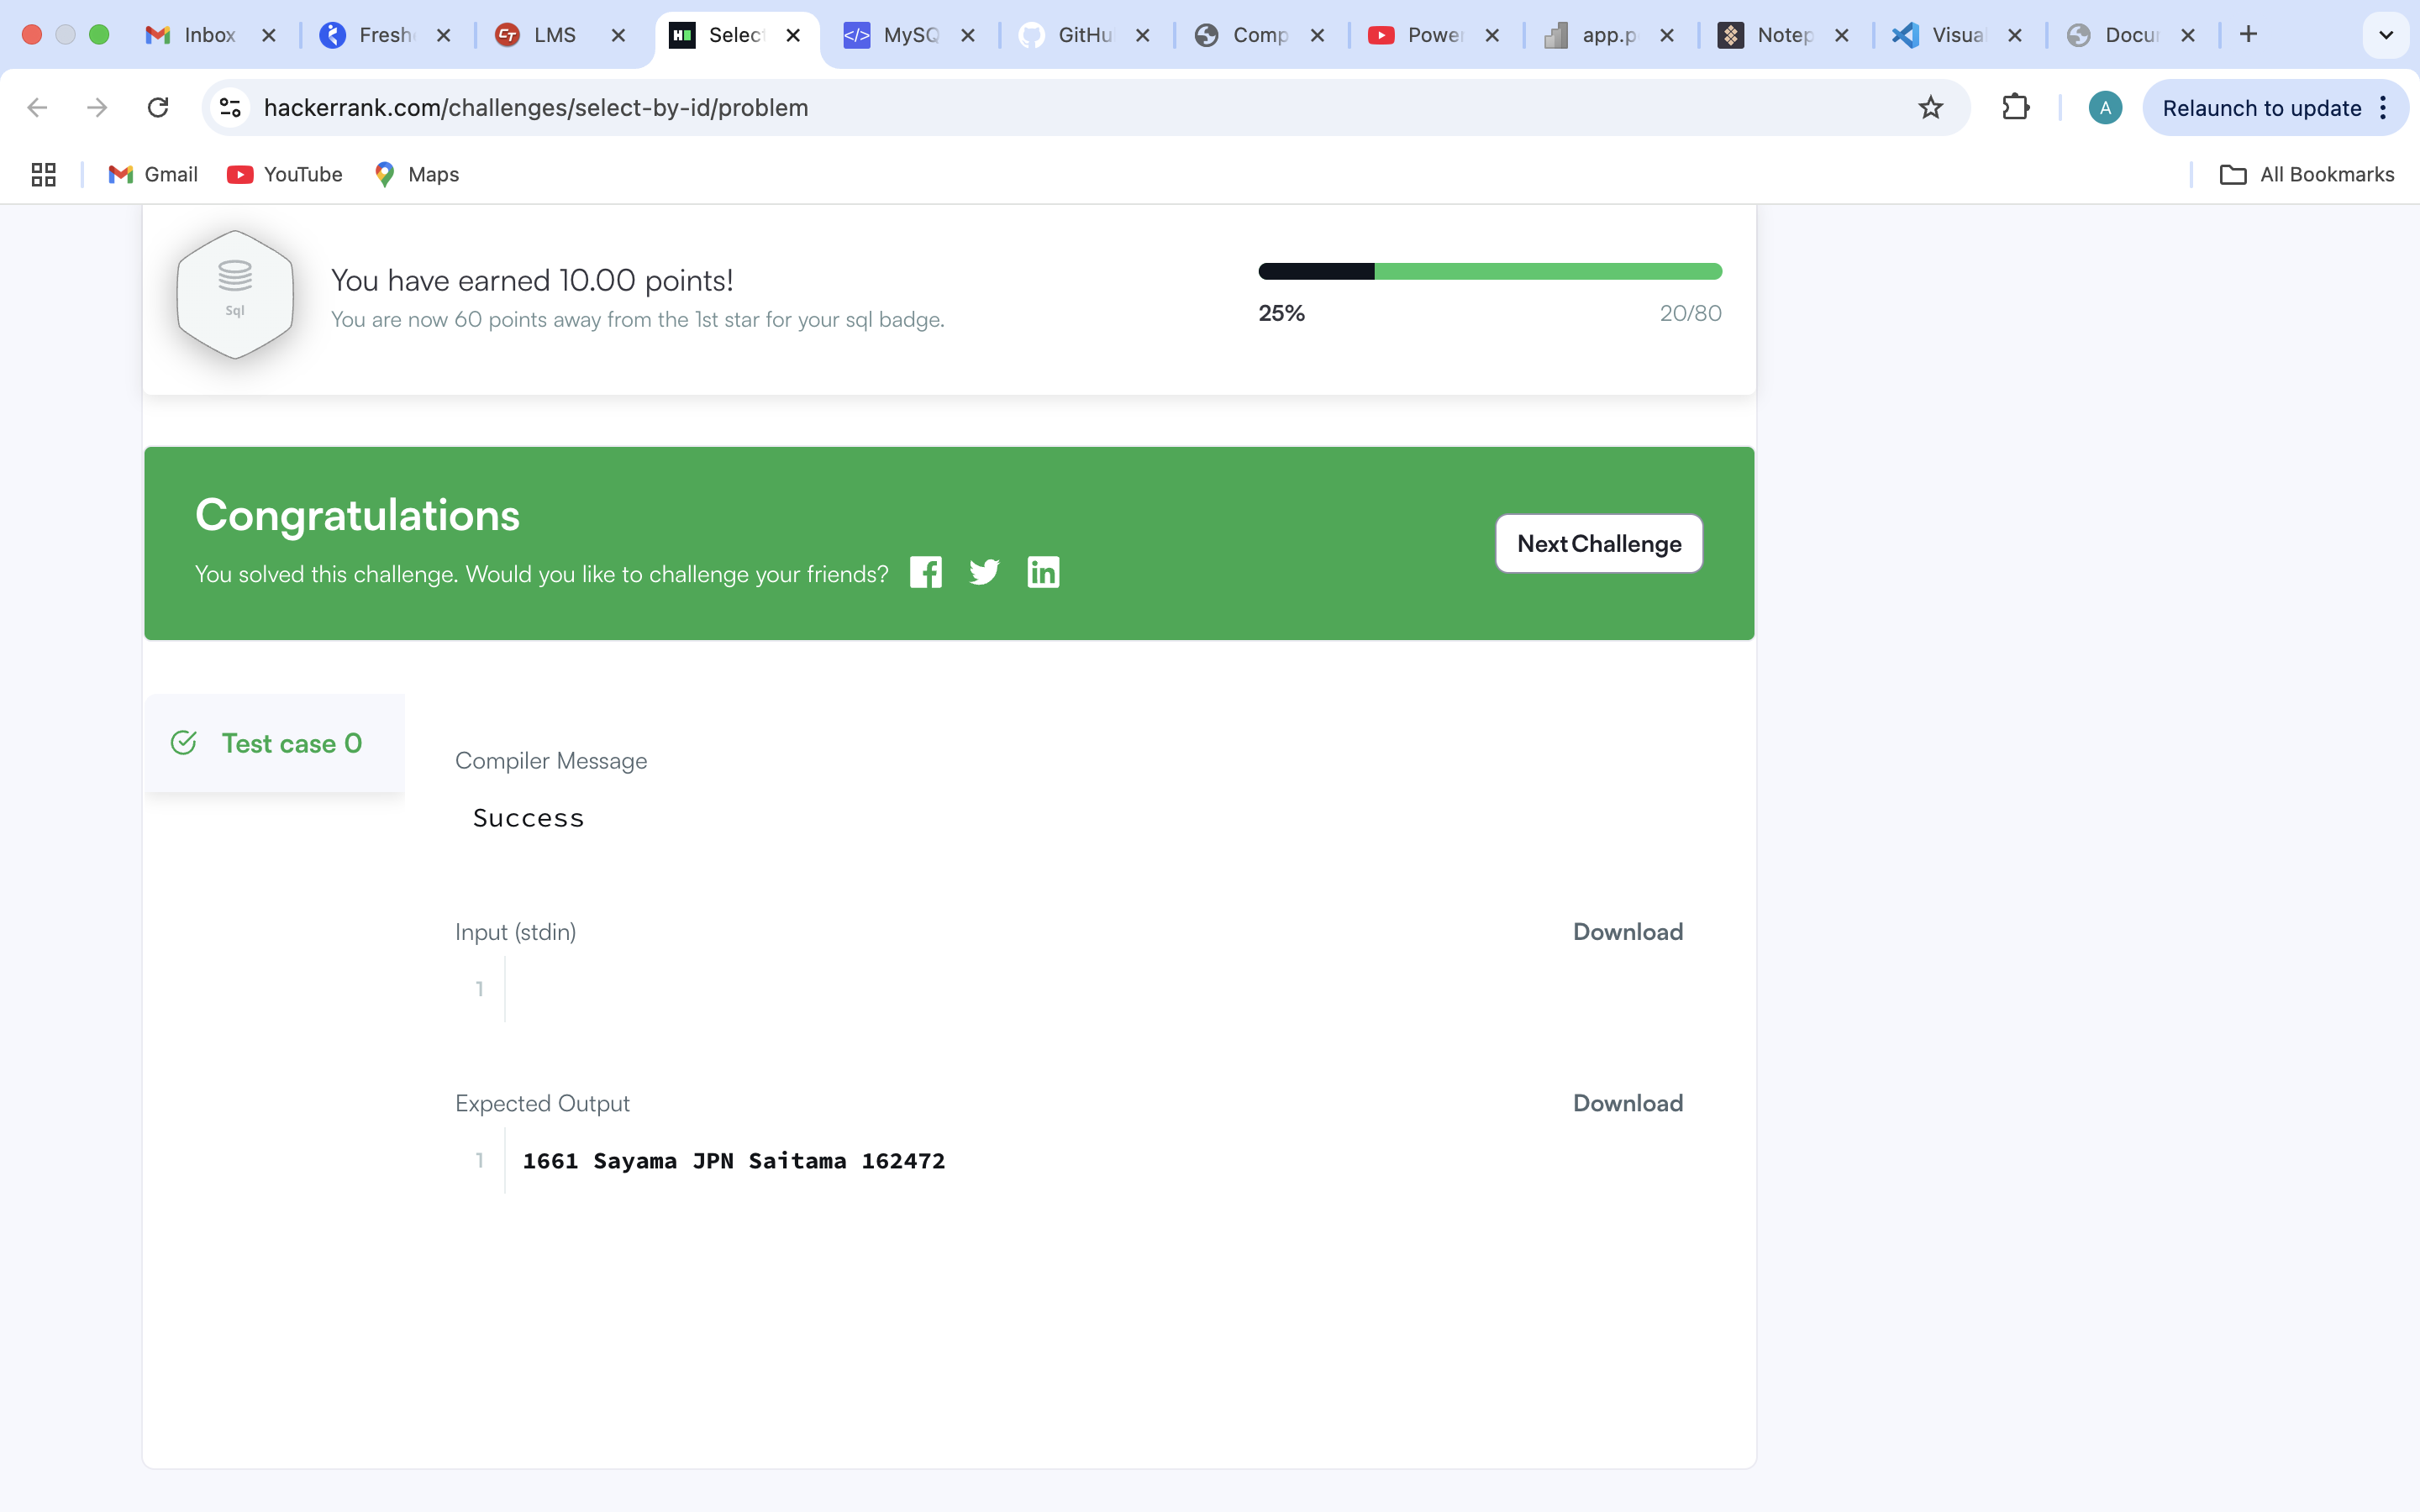 Inbox
Fresh
LMS
Selec
MySQ
GitHu
Comp
Power
app.p
Notep
Visual
Docu
hackerrank.com/challenges/select-by-id/problem
A
Relaunch to update
Gmail
YouTube
Maps
All Bookmarks
Sql
You have earned 10.00 points!
You are now 60 points away from the 1st star for your sql badge.
25%
20/80
Congratulations
You solved this challenge. Would you like to challenge your friends?
Next Challenge
Test case 0
Compiler Message
Success
Input (stdin)
Download
1
Expected Output
Download
1
1661 Sayama JPN Saitama 162472